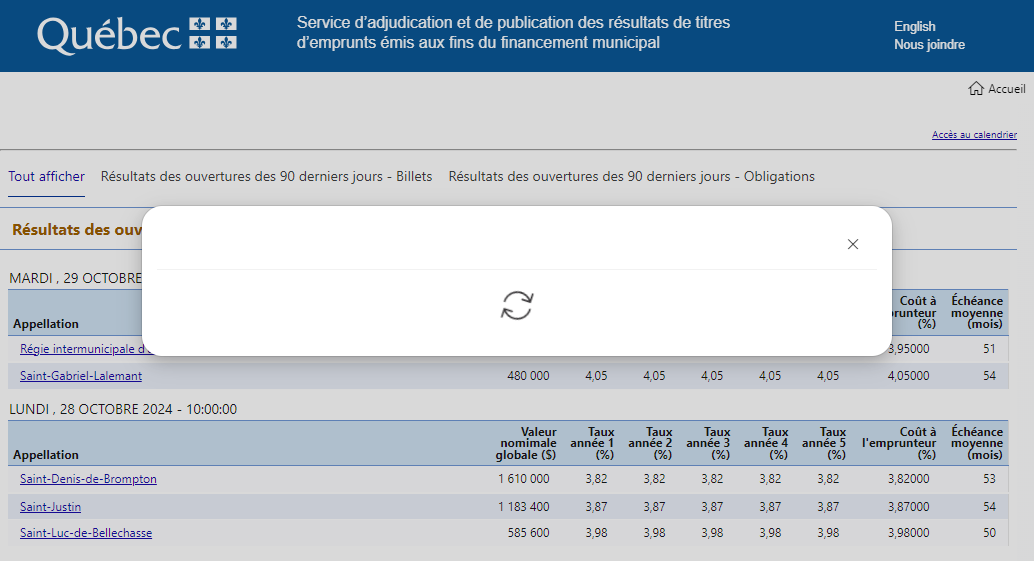 Québec
Service d’adjudication et de publication des résultats de titres
d’emprunts émis aux fins du financement municipal
English
Nous joindre
Accueil
Accès au calendrier
Tout afficher Résultats des ouvertures des 90 derniers jours - Billets Résultats des ouvertures des 90 derniers jours - Obligations
Résultats des
MARDI , 29 OCTOBRE
Appellation Coût à (%) Échéance moyenne (mois)
Régie intermunicipale 3,95000 51
Saint-Gabriel-Lalemant 480 000 4,05 4,05 4,05 4,05 4,05 4,05000 54
LUNDI , 28 OCTOBRE 2024 - 10:00:00
Appellation Valeur nomimale globale ($) Taux année 1 (%) Taux année 2 (%) Taux année 3 (%) Taux année 4 (%) Taux année 5 (%) Coût à l'emprunteur (%) Échéance moyenne (mois)
Saint-Denis-de-Brompton 1 610 000 3,82 3,82 3,82 3,82 3,82 3,82000 53
Saint-Justin 1 183 400 3,87 3,87 3,87 3,87 3,87 3,87000 54
Saint-Luc-de-Bellechasse 585 600 3,98 3,98 3,98 3,98 3,98 3,98000 50